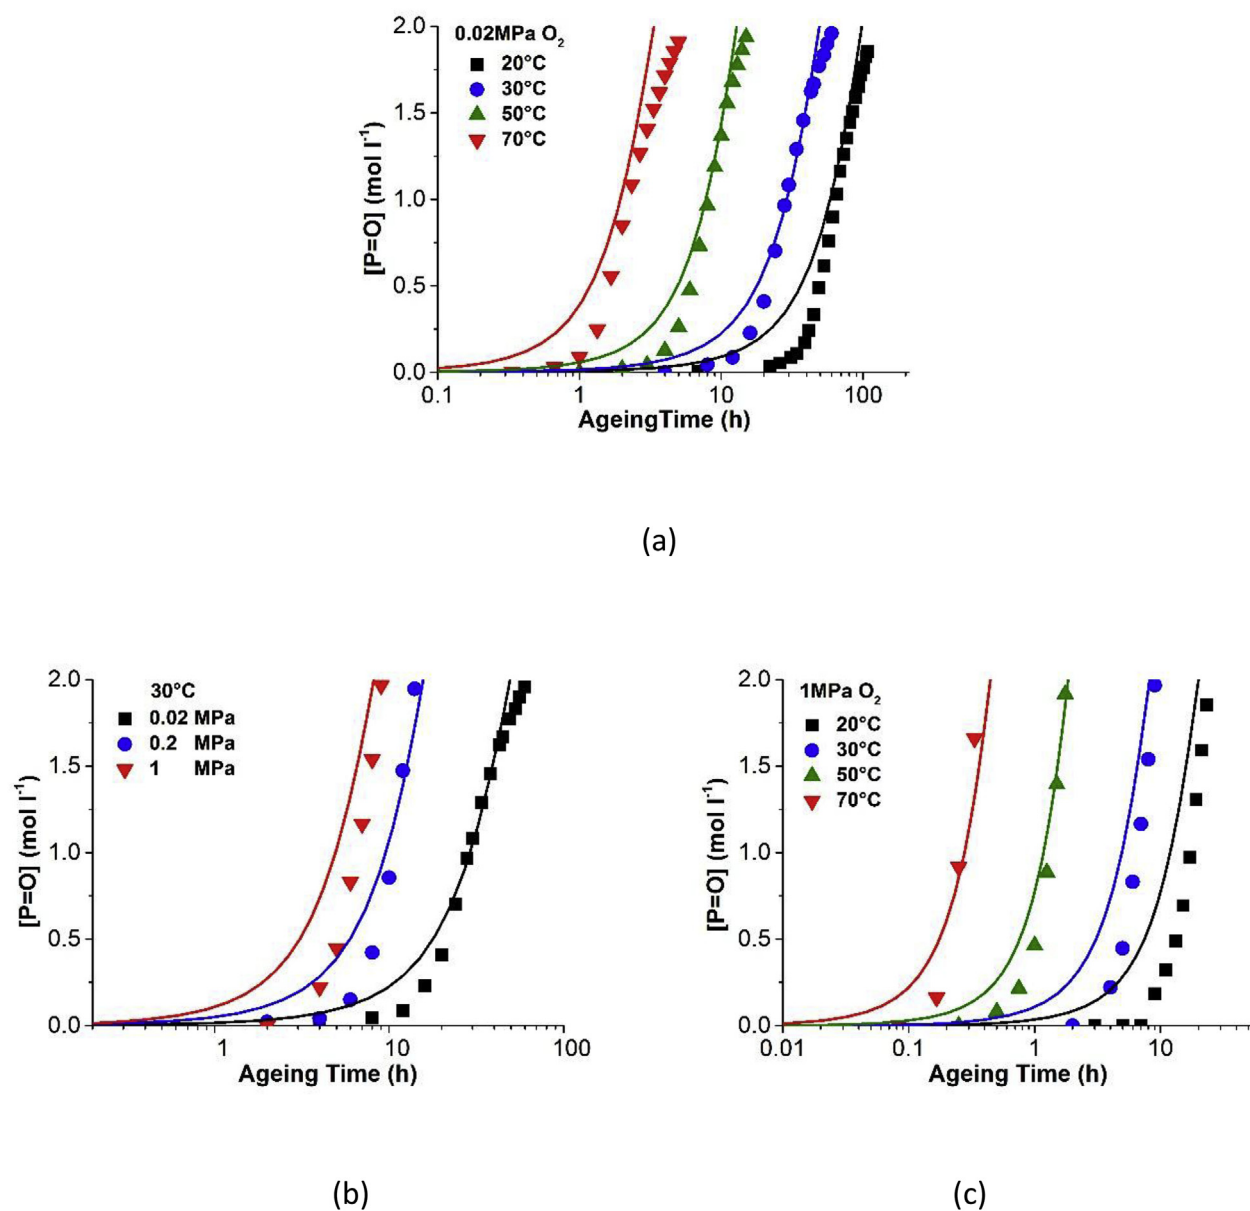 0.02MPa O₂
20°C
30°C
50°C
70°C
[P=O] (mol l⁻¹)
2.0
1.5
1.0
0.5
0.0
0.1 1 10 100
AgeingTime (h)
(a)
30°C
0.02 MPa
0.2 MPa
1 MPa
[P=O] (mol l⁻¹)
2.0
1.5
1.0
0.5
0.0
1 10 100
Ageing Time (h)
(b)
1MPa O₂
20°C
30°C
50°C
70°C
[P=O] (mol l⁻¹)
2.0
1.5
1.0
0.5
0.0
0.01 0.1 1 10
Ageing Time (h)
(c)